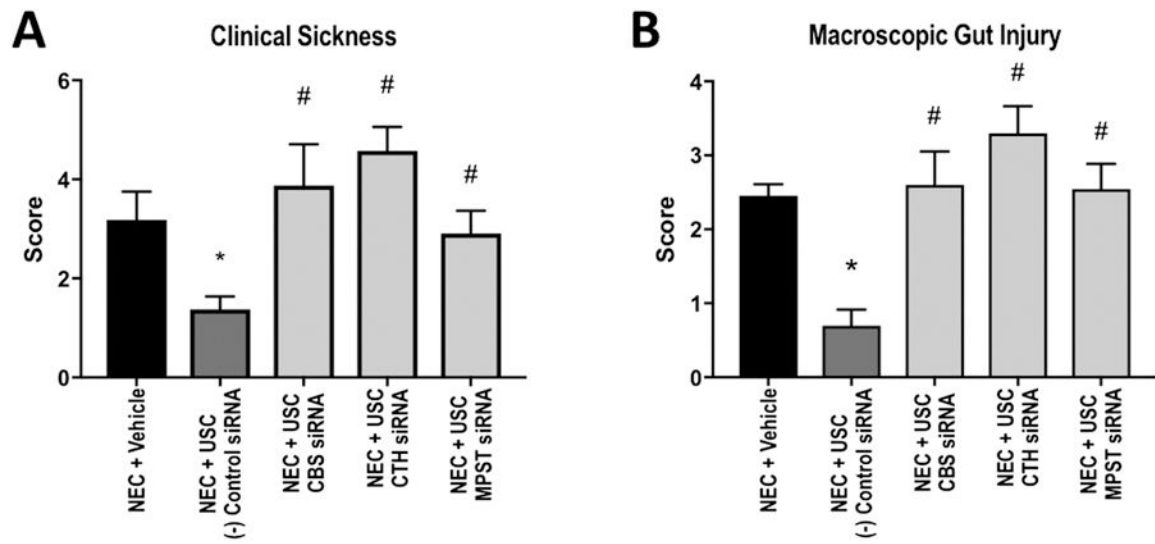 A
Clinical Sickness
Score
6
4
2
0
*
#
#
#
NEC + Vehicle
NEC + USC
(-) Control siRNA
NEC + USC
CBS siRNA
NEC + USC
CTH siRNA
NEC + USC
MPST siRNA
B
Macroscopic Gut Injury
Score
4
3
2
1
0
*
#
#
#
NEC + Vehicle
NEC + USC
(-) Control siRNA
NEC + USC
CBS siRNA
NEC + USC
CTH siRNA
NEC + USC
MPST siRNA